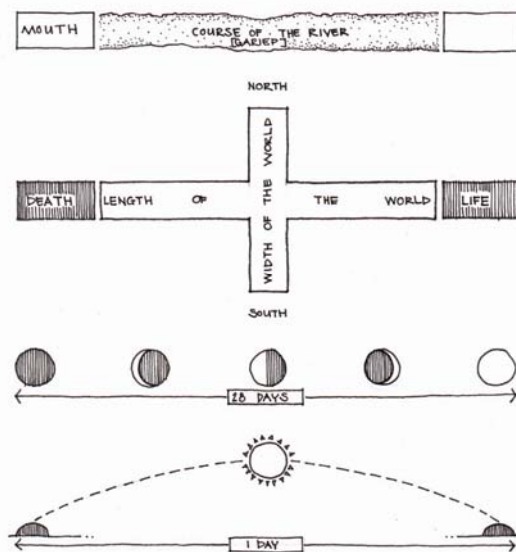 MOUTH
COURSE OF THE RIVER
[GARIEP]
NORTH
WIDTH OF THE WORLD
DEATH
LENGTH OF THE WORLD
LIFE
SOUTH
28 DAYS
1 DAY